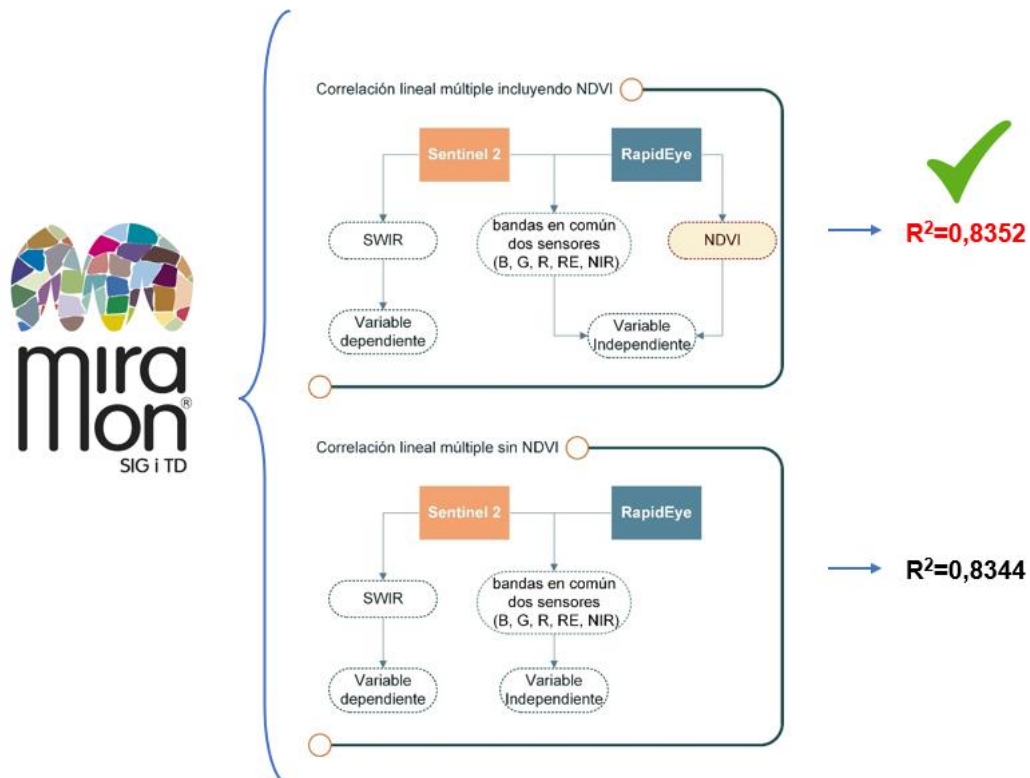 mira
mon®
SIG i TD
Correlación lineal múltiple incluyendo NDVI
Sentinel 2
RapidEye
SWIR
bandas en común
dos sensores
(B, G, R, RE, NIR)
NDVI
Variable
dependiente
Variable
Independiente
R²=0,8352
Correlación lineal múltiple sin NDVI
Sentinel 2
RapidEye
SWIR
bandas en común
dos sensores
(B, G, R, RE, NIR)
Variable
dependiente
Variable
Independiente
R²=0,8344